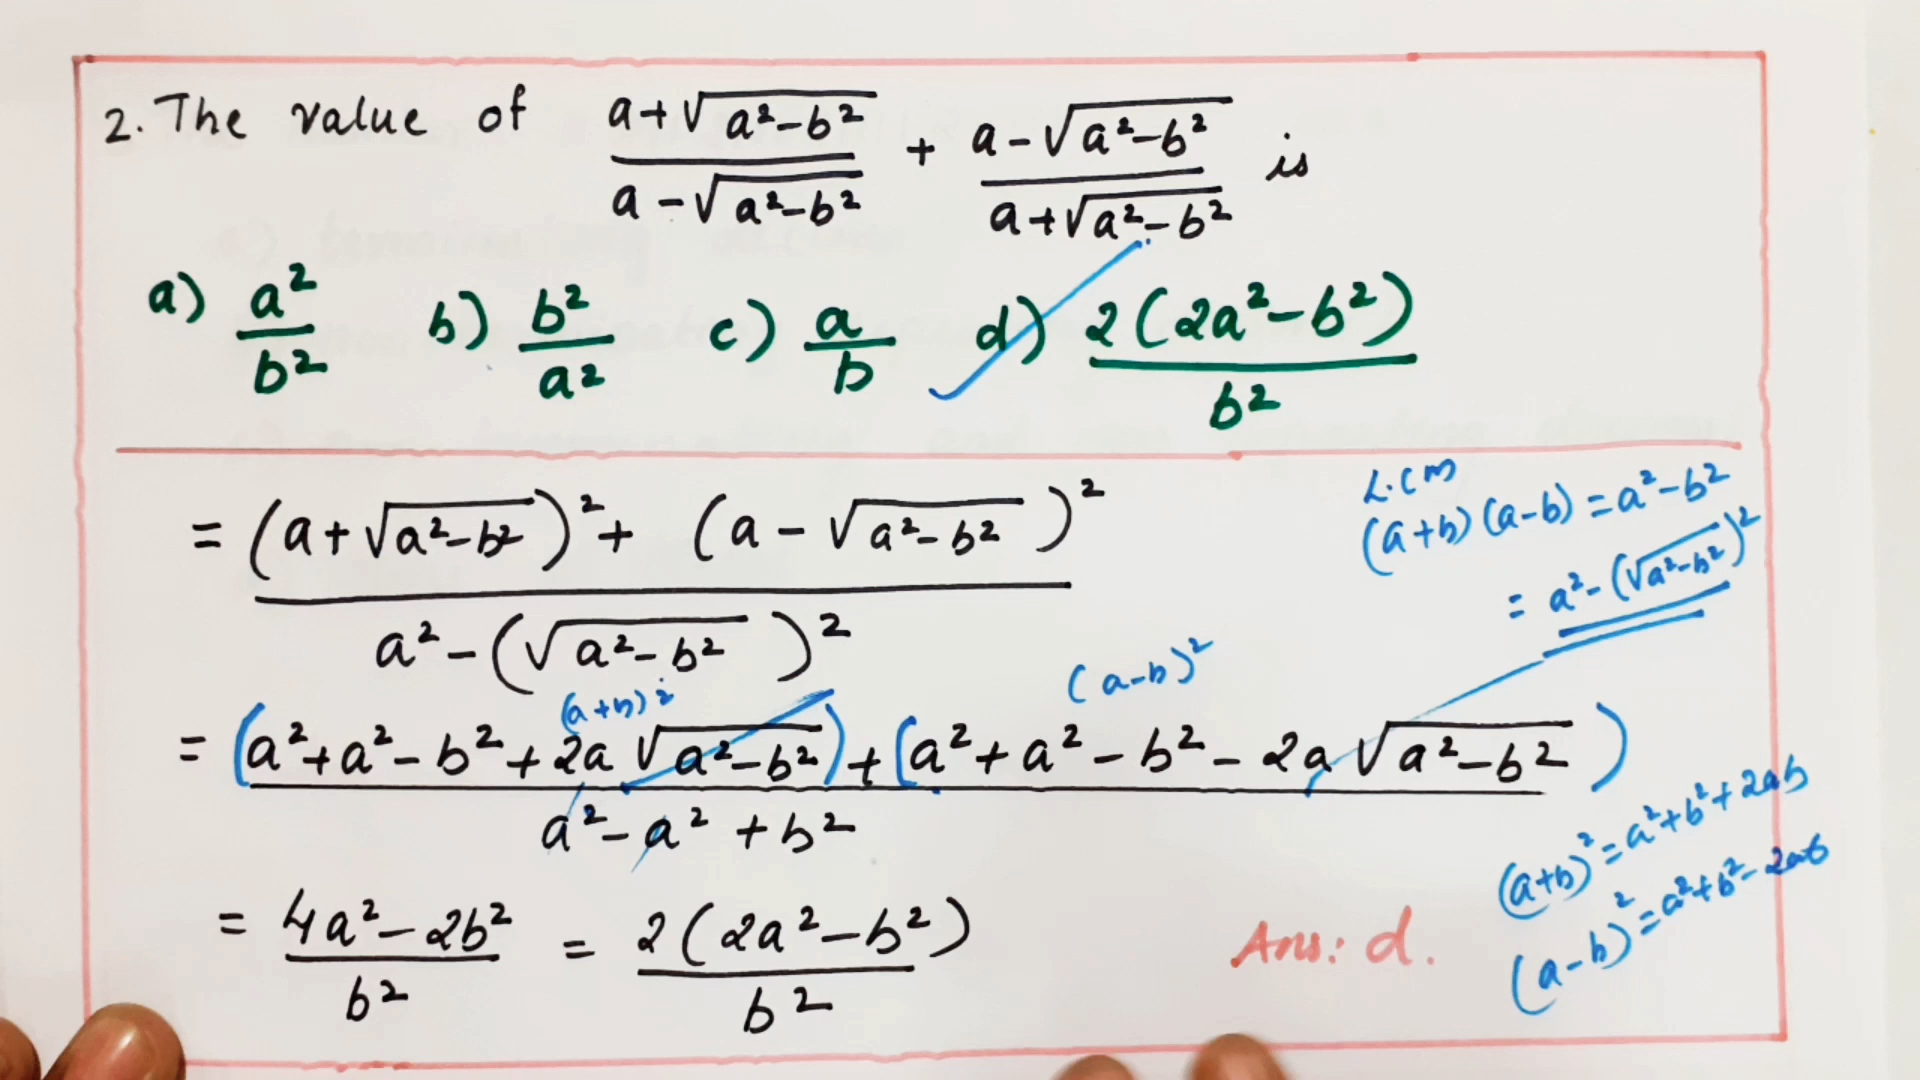 2. The value of (a+√(a²-b²))/(a-√(a²-b²)) + (a-√(a²-b²))/(a+√(a²-b²)) is
a) a²/b² b) b²/a² c) a/b d) 2(2a²-b²)/b²
L.CM
(a+b)(a-b) = a²-b²
= a²-(√(a²-b²))²
= ((a+√(a²-b²))² + (a-√(a²-b²))²)/(a²-(√(a²-b²))²)
(a+b)² (a-b)²
= ((a²+a²-b²+2a√(a²-b²))+(a²+a²-b²-2a√(a²-b²)))/(a²-a²+b²)
(a+b)² = a²+b²+2ab
(a-b)² = a²+b²-2ab
= (4a²-2b²)/b² = 2(2a²-b²)/b²
Ans: d.